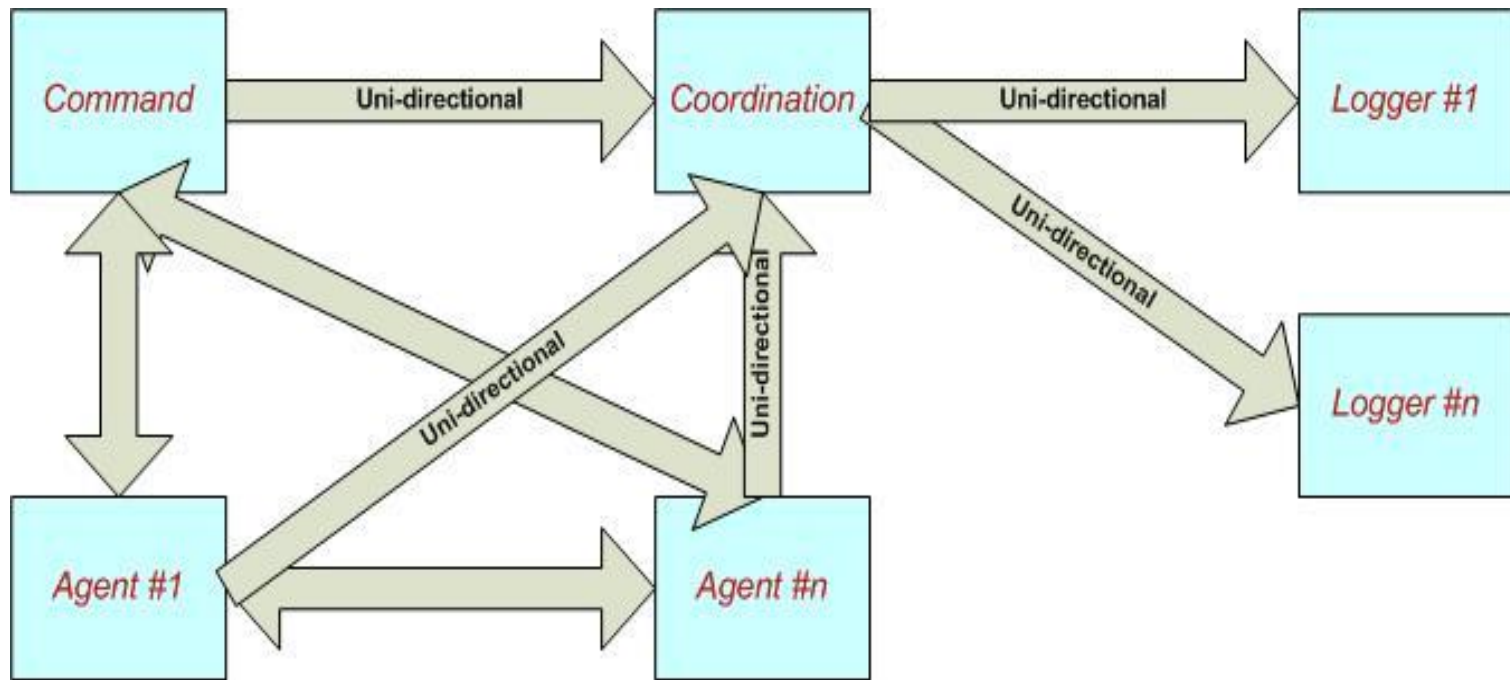 Command
Uni-directional
Coordination
Uni-directional
Logger #1
Uni-directional
Uni-directional
Uni-directional
Logger #n
Agent #1
Agent #n